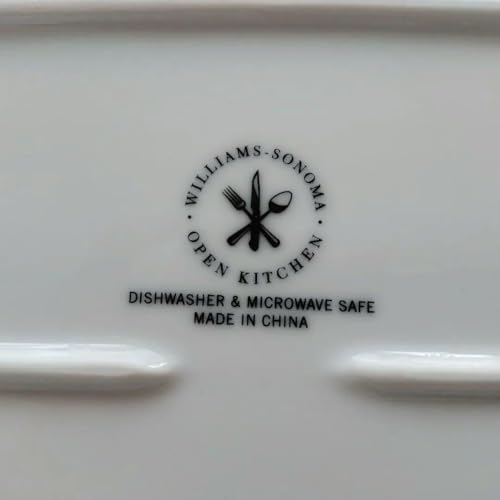 WILLIAMS-SONOMA
OPEN KITCHEN
DISHWASHER & MICROWAVE SAFE
MADE IN CHINA